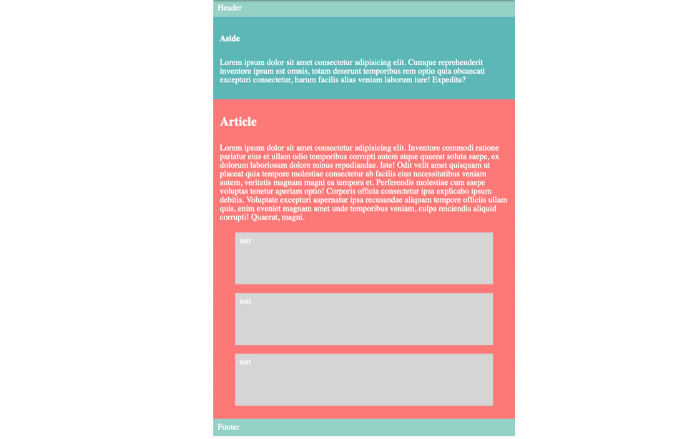 Header
Aside
Lorem ipsum dolor sit amet consectetur adipisicing elit. Cumque reprehenderit
inventore ipsum est omnis, totam deserunt temporibus rem optio quia obcaecati
excepturi consectetur, harum facilis alias veniam laborum iure! Expedita?
Article
Lorem ipsum dolor sit amet consectetur adipisicing elit. Inventore commodi ratione
pariatur eius et ullam odio temporibus corrupti autem atque quaerat soluta saepe, ex
dolorum laboriosam dolore minus repudiandae. Iste! Odit velit amet quisquam ut
placeat quia tempore molestiae consectetur ab facilis eius necessitatibus veniam
autem, veritatis magnam magni ea tempora et. Perferendis molestiae cum saepe
voluptas tenetur aperiam optio! Corporis officia consectetur ipsa explicabo ipsum
debitis. Voluptate excepturi aspernatur ipsa recusandae aliquam tempore officiis ullam
quis, enim eveniet magnam amet unde temporibus veniam, culpa reiciendis aliquid
corrupti! Quaerat, magni.
test
test
test
Footer